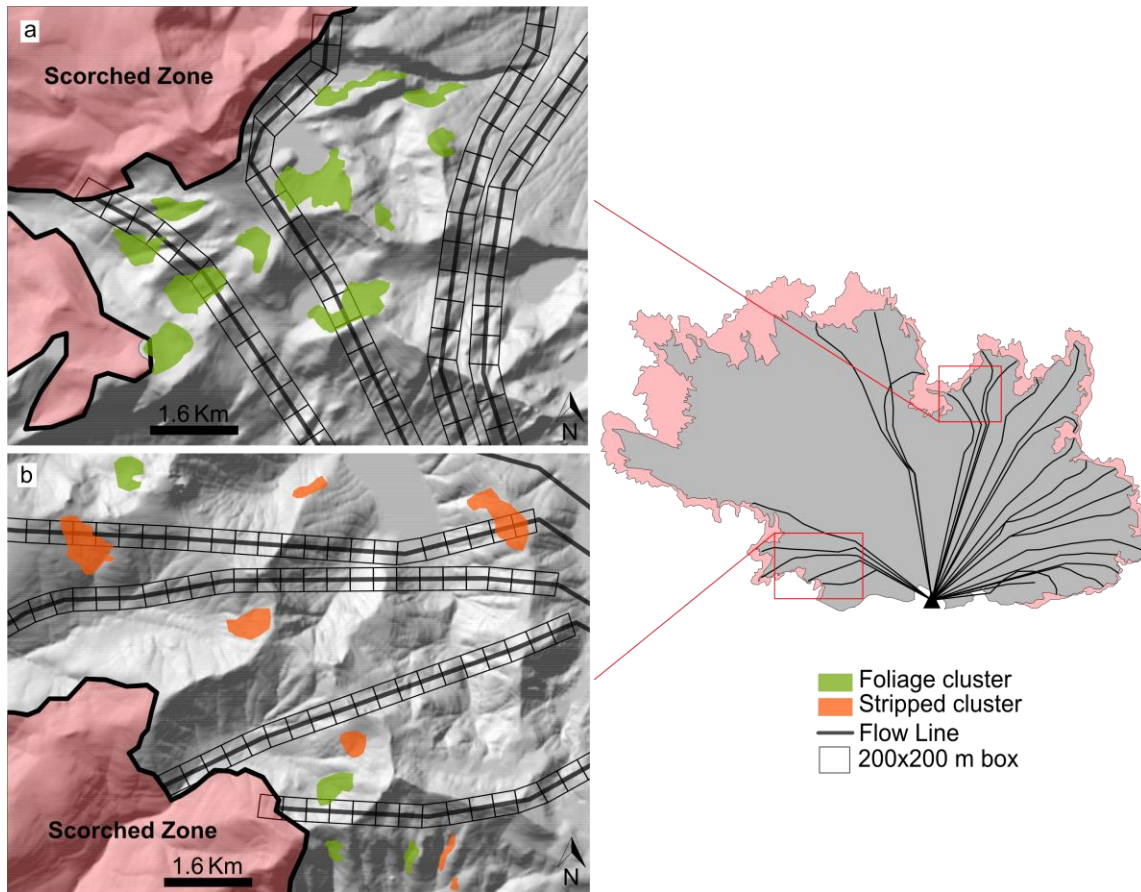 a
Scorched Zone
1.6 Km
N
b
Scorched Zone
1.6 Km
N
Foliage cluster
Stripped cluster
Flow Line
200x200 m box